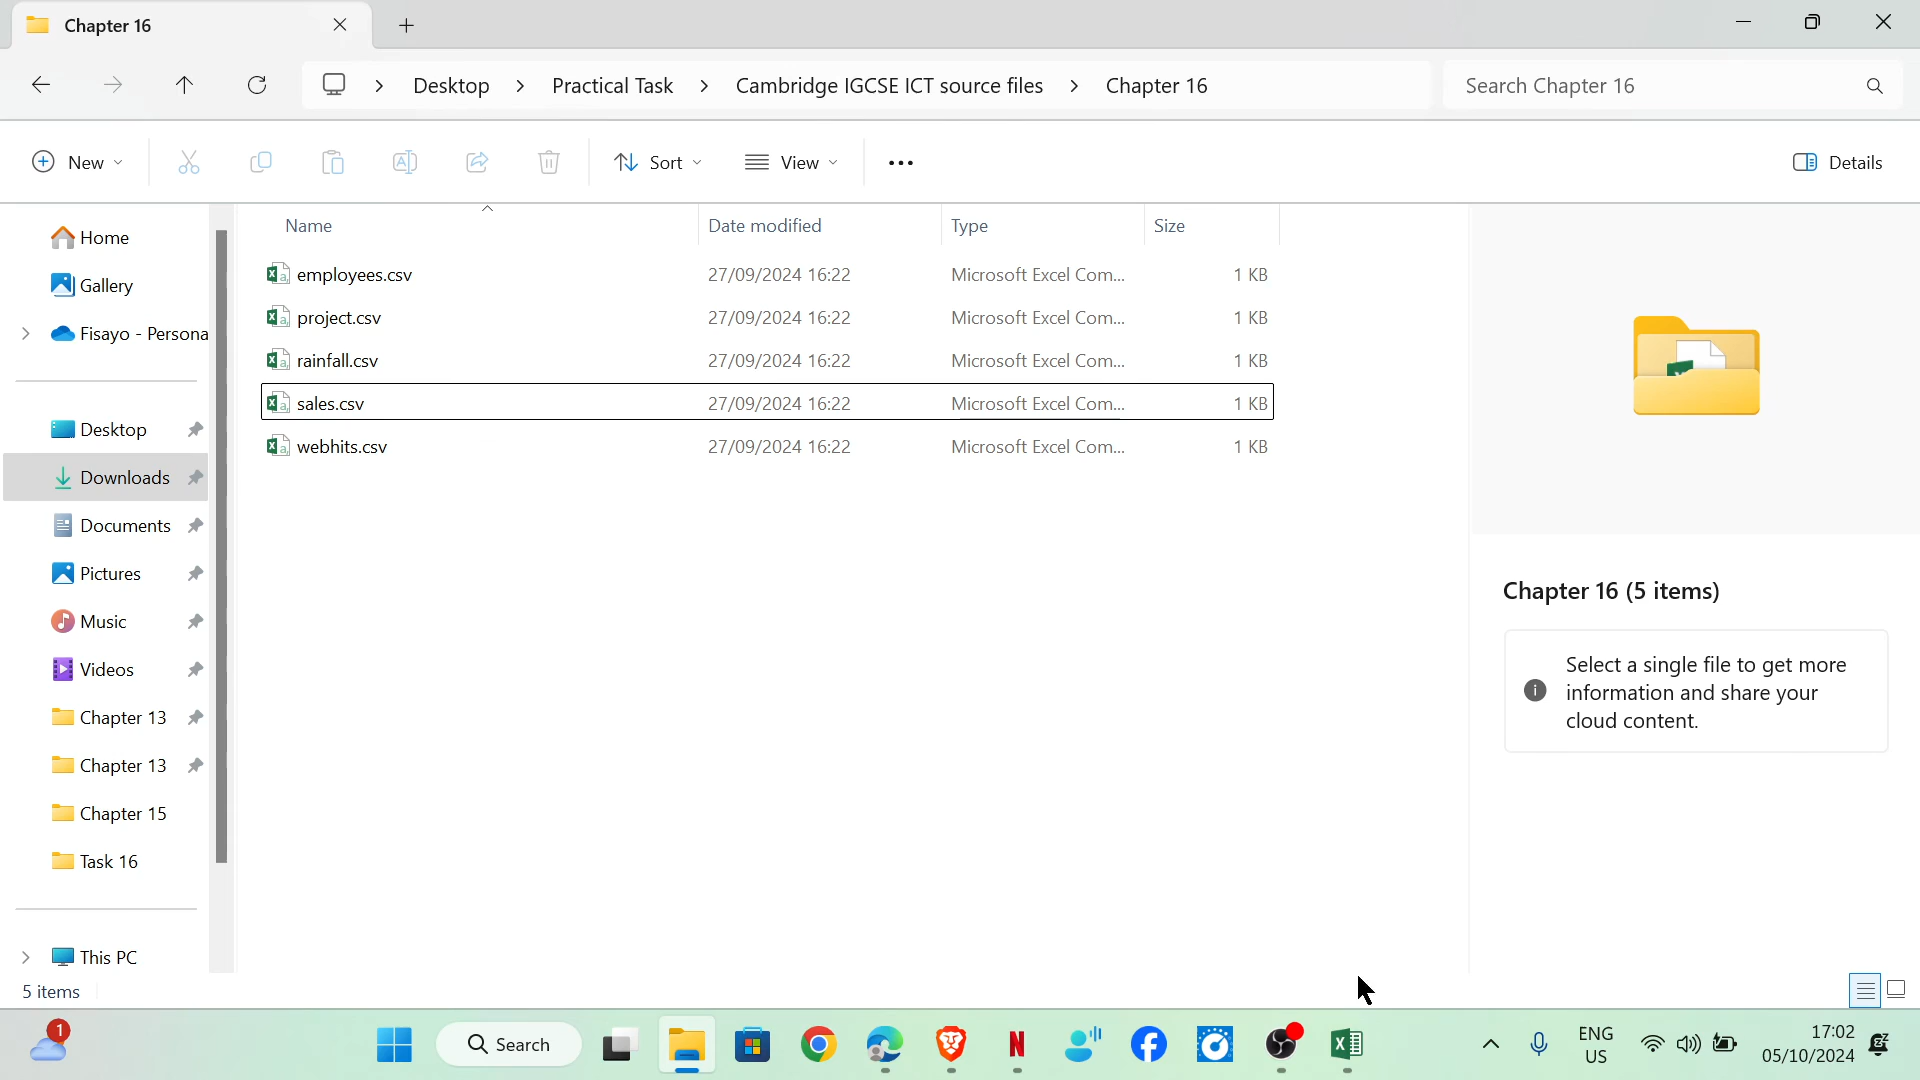 Chapter 16
Desktop > Practical Task > Cambridge IGCSE ICT source files > Chapter 16
Search Chapter 16
New
Sort
View
Details
Home
Gallery
Fisayo - Persona
Desktop
Downloads
Documents
Pictures
Music
Videos
Chapter 13
Chapter 13
Chapter 15
Task 16
This PC
Name Date modified Type Size
employees.csv 27/09/2024 16:22 Microsoft Excel Com... 1 KB
project.csv 27/09/2024 16:22 Microsoft Excel Com... 1 KB
rainfall.csv 27/09/2024 16:22 Microsoft Excel Com... 1 KB
sales.csv 27/09/2024 16:22 Microsoft Excel Com... 1 KB
webhits.csv 27/09/2024 16:22 Microsoft Excel Com... 1 KB
Chapter 16 (5 items)
Select a single file to get more
information and share your
cloud content.
5 items
1
Search
ENG
US
17:02
05/10/2024